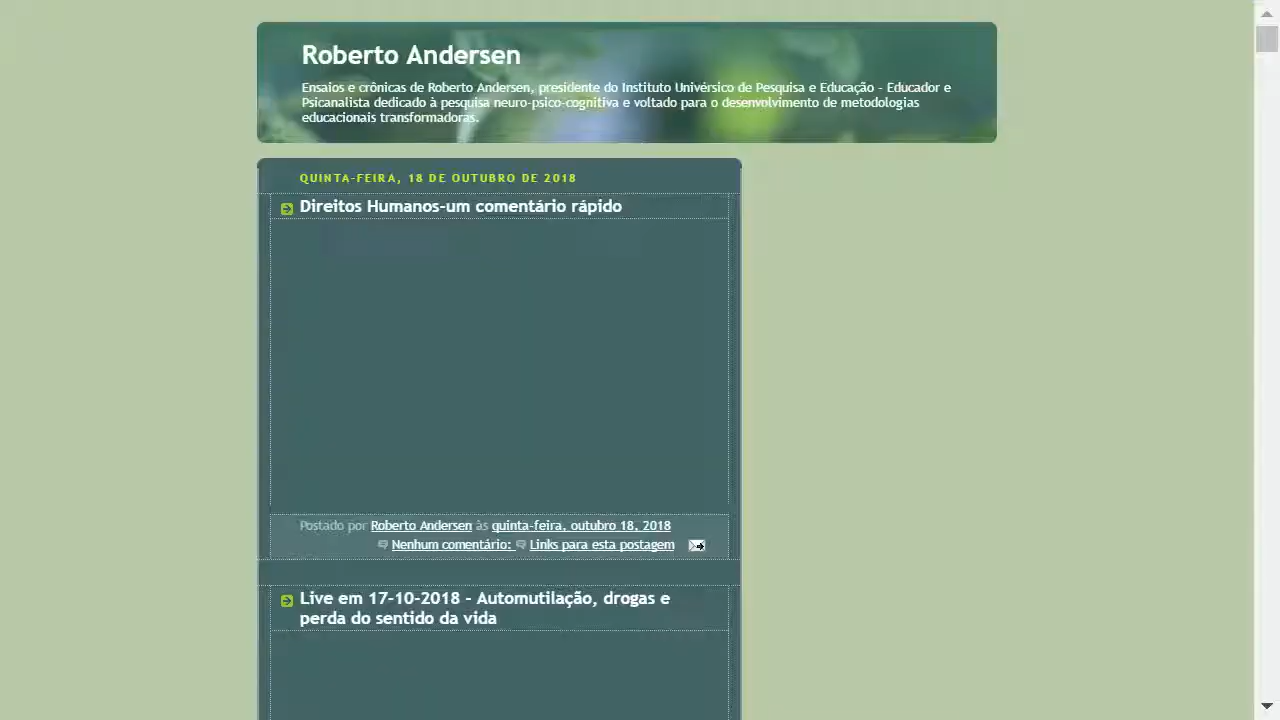 Roberto Andersen
Ensaios e crônicas de Roberto Andersen, presidente do Instituto Univérsico de Pesquisa e Educação - Educador e
Psicanalista dedicado à pesquisa neuro-psico-cognitiva e voltado para o desenvolvimento de metodologias
educacionais transformadoras.
QUINTA-FEIRA, 18 DE OUTUBRO DE 2018
Direitos Humanos-um comentário rápido
Postado por Roberto Andersen às quinta-feira, outubro 18, 2018
Nenhum comentário: Links para esta postagem
Live em 17-10-2018 - Automutilação, drogas e
perda do sentido da vida